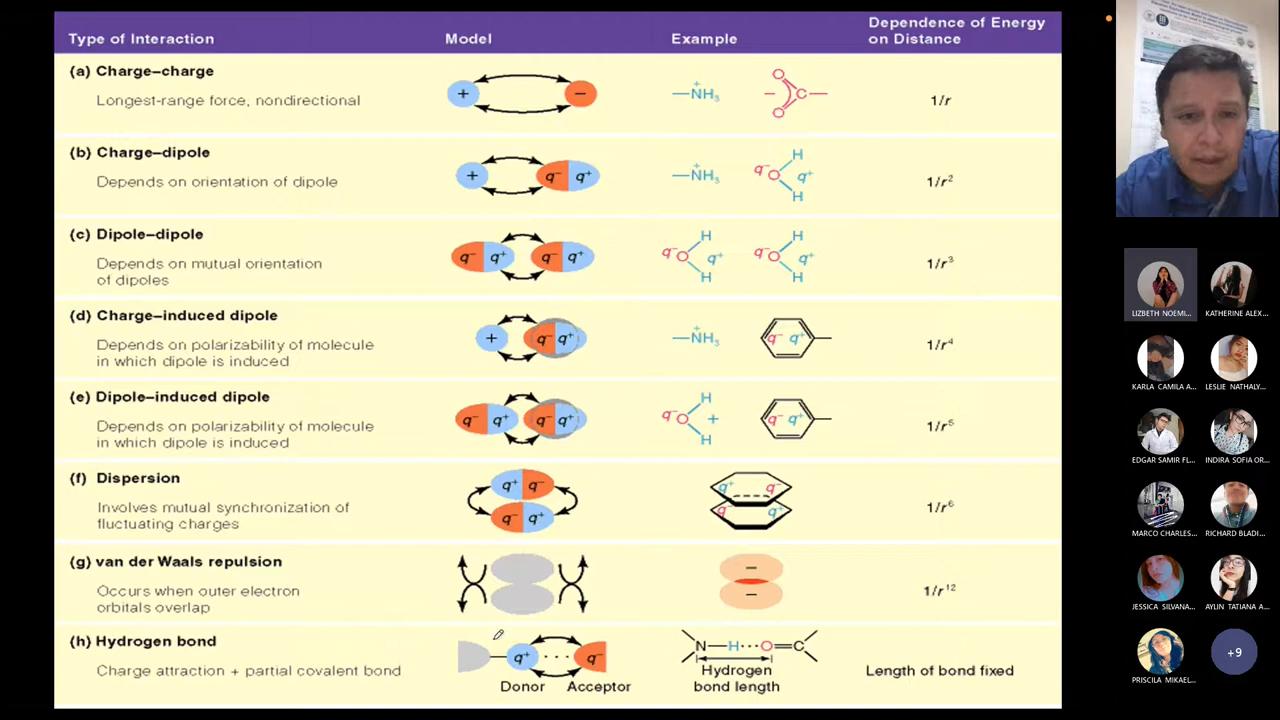 Type of Interaction
Model
Example
Dependence of Energy
on Distance
(a) Charge–charge
Longest-range force, nondirectional
+
−
—N⁺H₃
O
C
O
1/r
(b) Charge–dipole
Depends on orientation of dipole
+
q⁻ q⁺
—N⁺H₃
H
q⁻ O q⁺
H
1/r²
(c) Dipole–dipole
Depends on mutual orientation
of dipoles
q⁻ q⁺
q⁻ q⁺
H
q⁻ O q⁺
H
H
q⁻ O q⁺
H
1/r³
(d) Charge–induced dipole
Depends on polarizability of molecule
in which dipole is induced
+
q⁻ q⁺
—N⁺H₃
q⁻ q⁺
1/r⁴
(e) Dipole–induced dipole
Depends on polarizability of molecule
in which dipole is induced
q⁻ q⁺
q⁻ q⁺
H
q⁻ O +
H
q⁻ q⁺
1/r⁵
(f) Dispersion
Involves mutual synchronization of
fluctuating charges
q⁺ q⁻
q⁻ q⁺
q⁺ q⁻
q⁻ q⁺
1/r⁶
(g) van der Waals repulsion
Occurs when outer electron
orbitals overlap
−
−
1/r¹²
(h) Hydrogen bond
Charge attraction + partial covalent bond
q⁺ ··· q⁻
Donor Acceptor
N—H···O=C
Hydrogen
bond length
Length of bond fixed
LIZBETH NOEMI...
KATHERINE ALEX...
KARLA CAMILA A...
LESLIE NATHALY...
EDGAR SAMIR FL...
INDIRA SOFIA OR...
MARCO CHARLES...
RICHARD BLADI...
JESSICA SILVANA...
AYLIN TATIANA A...
PRISCILA MIKAEL...
+9